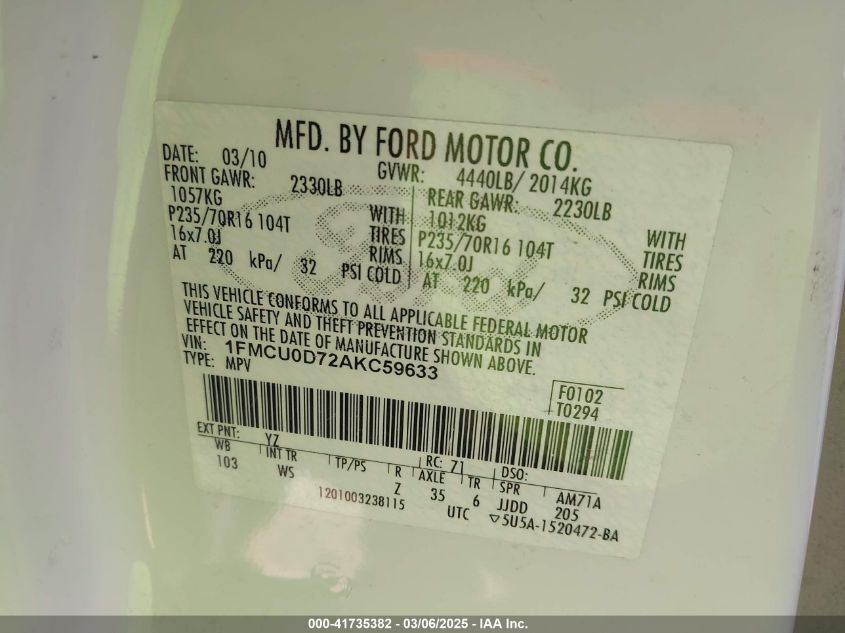 MFD. BY FORD MOTOR CO.
DATE: 03/10 GVWR: 4440LB/ 2014KG
FRONT GAWR: 2330LB REAR GAWR: 2230LB
1057KG WITH 1012KG WITH
P235/70R16 104T TIRES P235/70R16 104T TIRES
16x7.0J RIMS 16x7.0J RIMS
AT 220 kPa/ 32 PSI COLD AT 220 kPa/ 32 PSI COLD
THIS VEHICLE CONFORMS TO ALL APPLICABLE FEDERAL MOTOR
VEHICLE SAFETY AND THEFT PREVENTION STANDARDS IN
EFFECT ON THE DATE OF MANUFACTURE SHOWN ABOVE.
VIN: 1FMCU0D72AKC59633
TYPE: MPV
F0102
T0294
EXT PNT: YZ RC: 71 DSO:
WB INT TR TP/PS R AXLE TR SPR AM71A
103 WS Z 35 6 JJDD 205
1201003238115 UTC ▽5U5A-1520472-BA
000-41735382 - 03/06/2025 - IAA Inc.